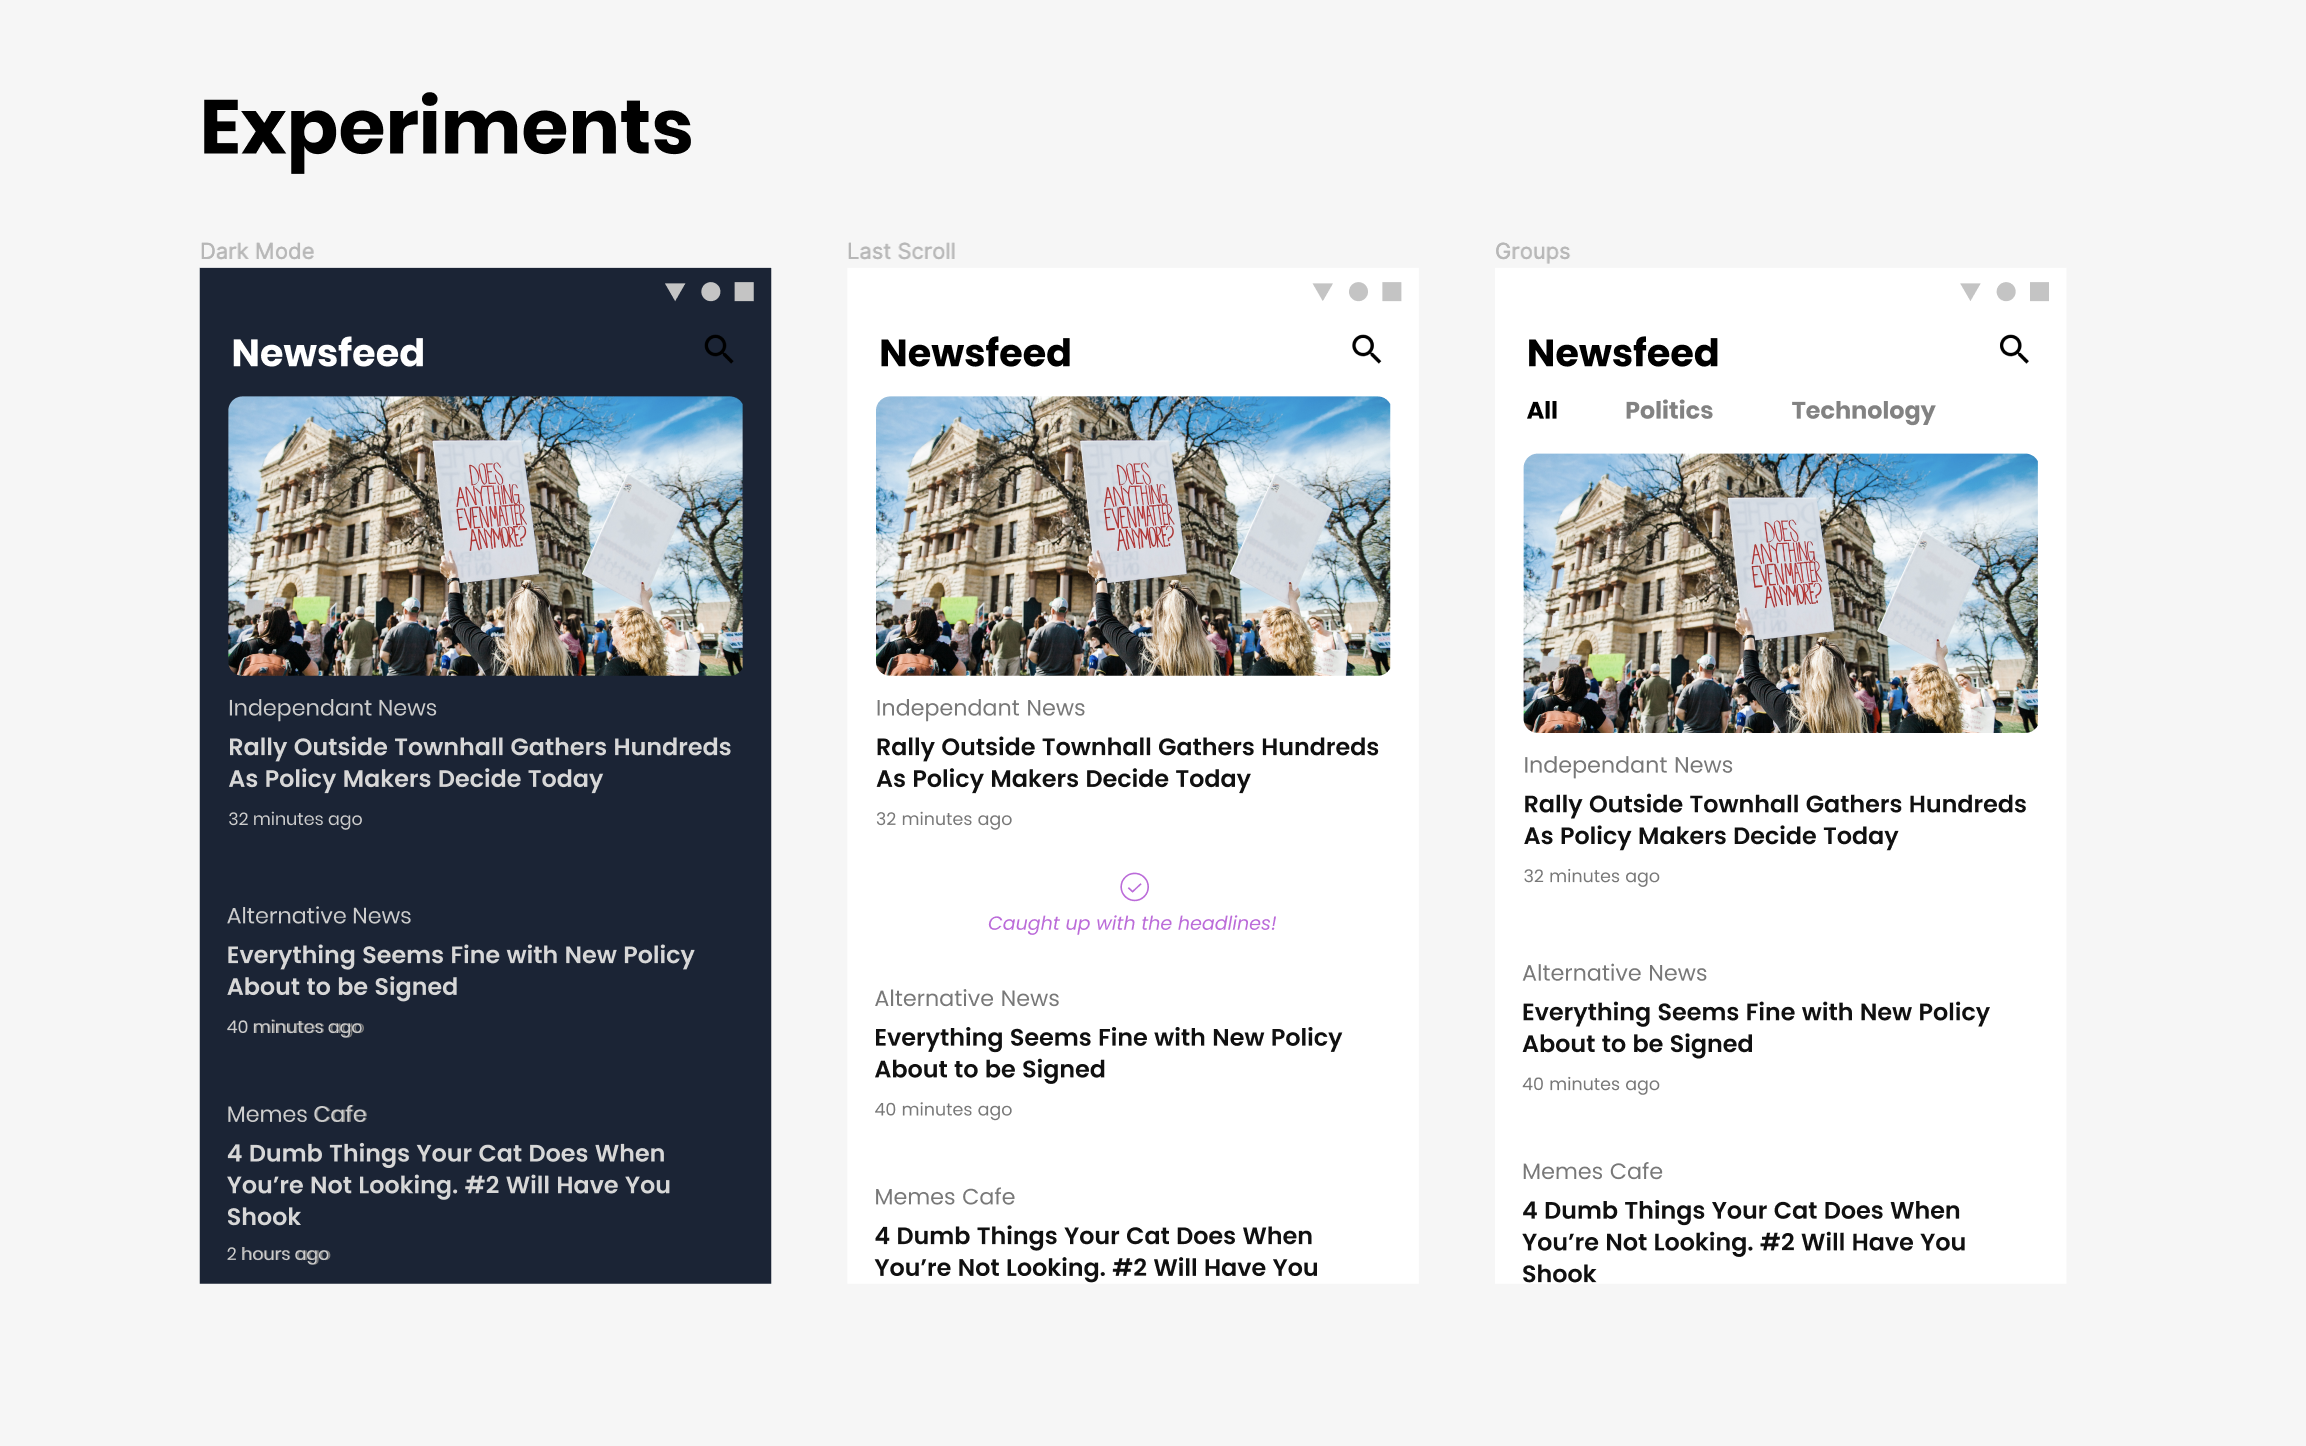 Experiments
Dark Mode
Newsfeed
DOES
ANYTHING
EVEN MATTER
ANYMORE?
Independant News
Rally Outside Townhall Gathers Hundreds
As Policy Makers Decide Today
32 minutes ago
Alternative News
Everything Seems Fine with New Policy
About to be Signed
40 minutes ago
Memes Cafe
4 Dumb Things Your Cat Does When
You’re Not Looking. #2 Will Have You
Shook
2 hours ago
Last Scroll
Newsfeed
DOES
ANYTHING
EVEN MATTER
ANYMORE?
Independant News
Rally Outside Townhall Gathers Hundreds
As Policy Makers Decide Today
32 minutes ago
Caught up with the headlines!
Alternative News
Everything Seems Fine with New Policy
About to be Signed
40 minutes ago
Memes Cafe
4 Dumb Things Your Cat Does When
You’re Not Looking. #2 Will Have You
Groups
Newsfeed
All Politics Technology
DOES
ANYTHING
EVEN MATTER
ANYMORE?
Independant News
Rally Outside Townhall Gathers Hundreds
As Policy Makers Decide Today
32 minutes ago
Alternative News
Everything Seems Fine with New Policy
About to be Signed
40 minutes ago
Memes Cafe
4 Dumb Things Your Cat Does When
You’re Not Looking. #2 Will Have You
Shook